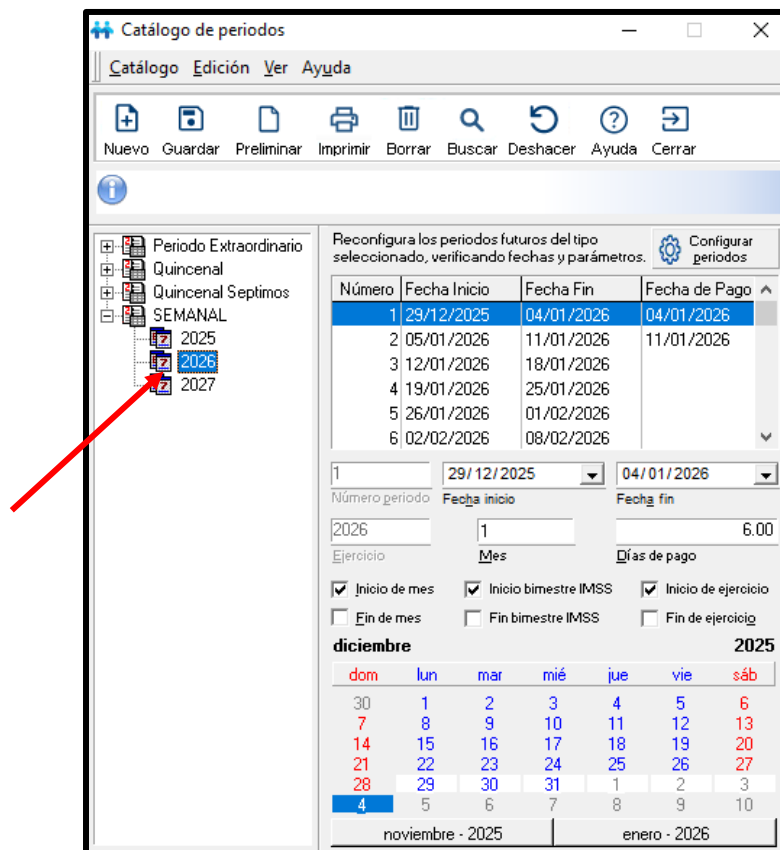 Catálogo de periodos
Catálogo Edición Ver Ayuda
Nuevo Guardar Preliminar Imprimir Borrar Buscar Deshacer Ayuda Cerrar
Periodo Extraordinario
Quincenal
Quincenal Septimos
SEMANAL
2025
2026
2027
Reconfigura los periodos futuros del tipo
seleccionado, verificando fechas y parámetros.
Configurar
periodos
Número Fecha Inicio Fecha Fin Fecha de Pago
1 29/12/2025 04/01/2026 04/01/2026
2 05/01/2026 11/01/2026 11/01/2026
3 12/01/2026 18/01/2026
4 19/01/2026 25/01/2026
5 26/01/2026 01/02/2026
6 02/02/2026 08/02/2026
1 29/12/2025 04/01/2026
Número periodo Fecha inicio Fecha fin
2026 1 6.00
Ejercicio Mes Días de pago
Inicio de mes Inicio bimestre IMSS Inicio de ejercicio
Fin de mes Fin bimestre IMSS Fin de ejercicio
diciembre 2025
dom lun mar mié jue vie sáb
30 1 2 3 4 5 6
7 8 9 10 11 12 13
14 15 16 17 18 19 20
21 22 23 24 25 26 27
28 29 30 31 1 2 3
4 5 6 7 8 9 10
noviembre - 2025 enero - 2026